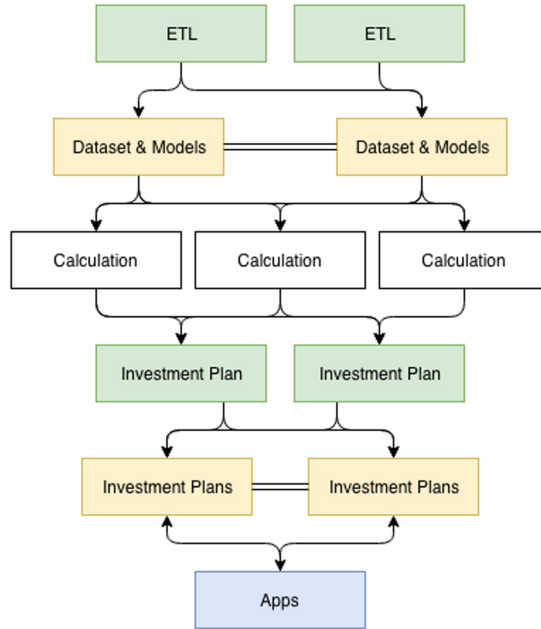 ETL
ETL
Dataset & Models
Dataset & Models
Calculation
Calculation
Calculation
Investment Plan
Investment Plan
Investment Plans
Investment Plans
Apps